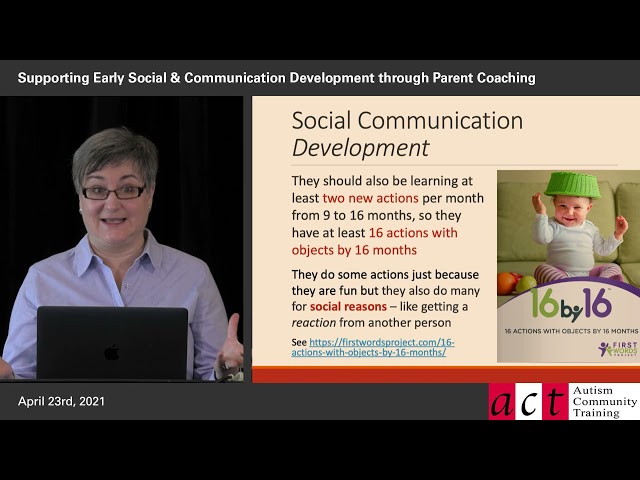 Supporting Early Social & Communication Development through Parent Coaching
Social Communication
Development
They should also be learning at
least two new actions per month
from 9 to 16 months, so they
have at least 16 actions with
objects by 16 months
They do some actions just because
they are fun but they also do many
for social reasons – like getting a
reaction from another person
See https://firstwordsproject.com/16-
actions-with-objects-by-16-months/
16by16™
16 ACTIONS WITH OBJECTS BY 16 MONTHS
FIRST
WORDS
PROJECT
April 23rd, 2021
act
Autism
Community
Training